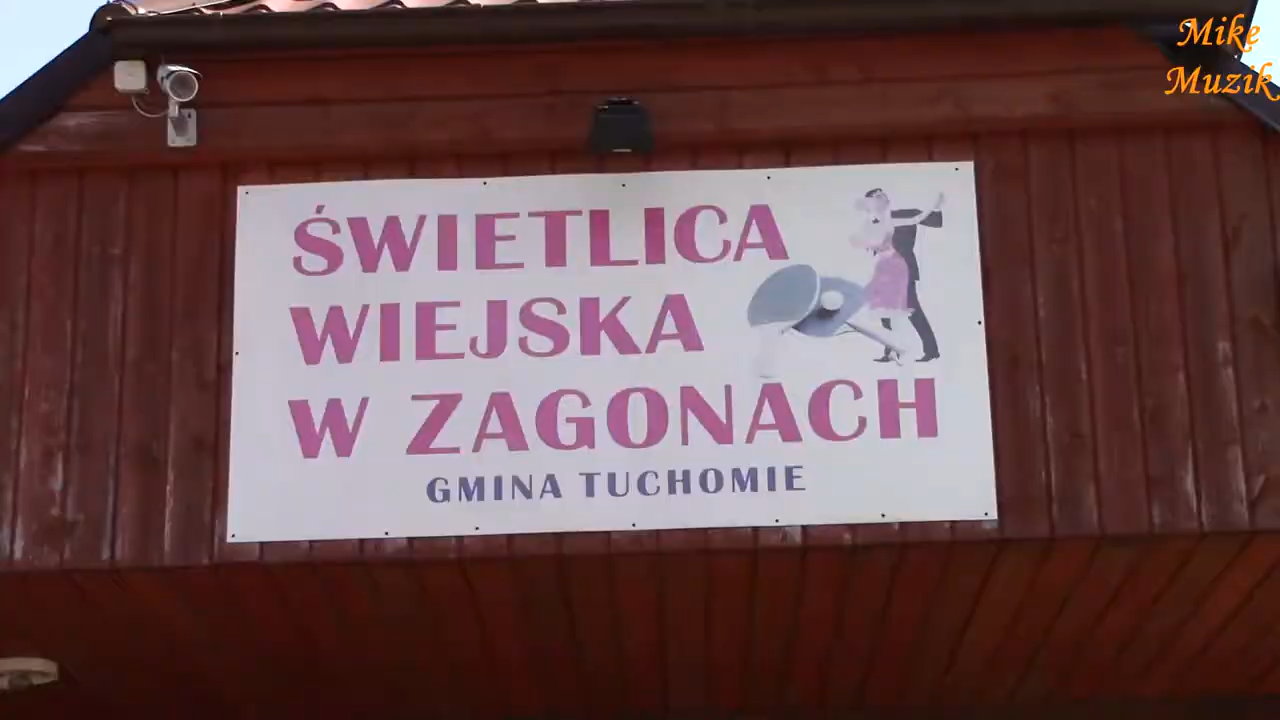 Mike
Muzik
ŚWIETLICA
WIEJSKA
W ZAGONACH
GMINA TUCHOMIE